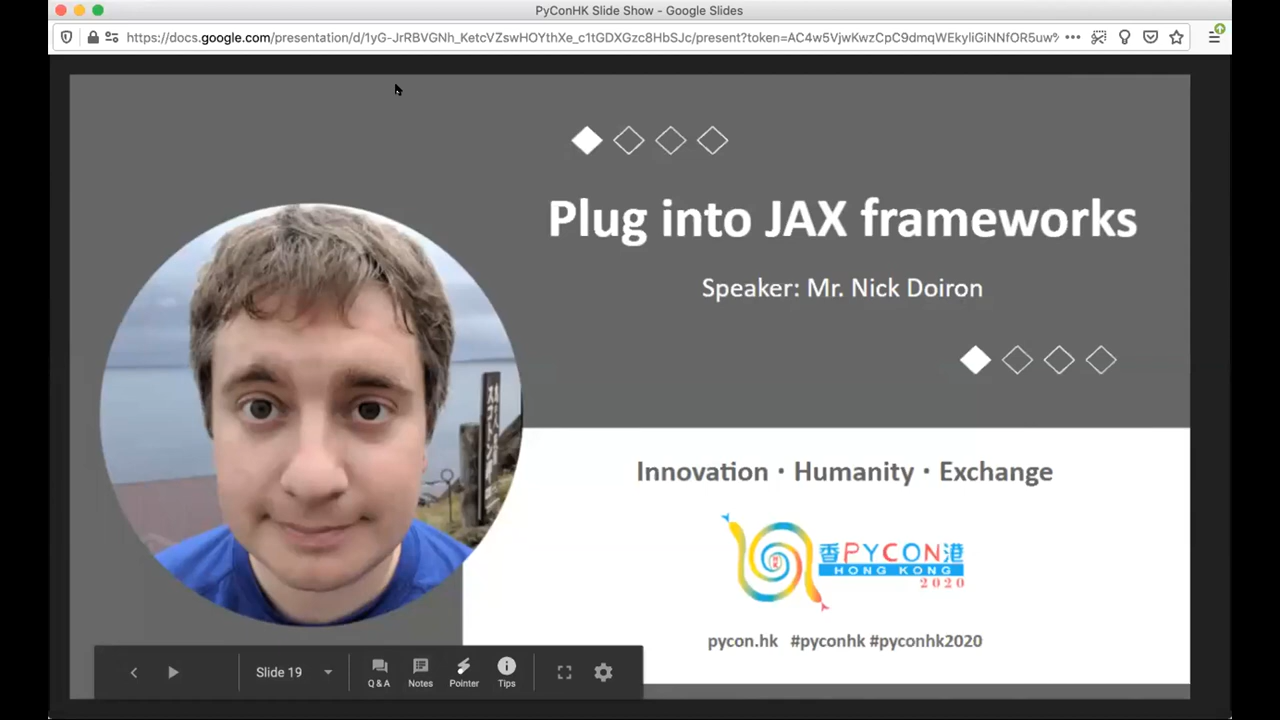 PyConHK Slide Show - Google Slides
https://docs.google.com/presentation/d/1yG-JrRBVGNh_KetcVZswHOYthXe_c1tGDXGzc8HbSJc/present?token=AC4w5VjwKwzCpC9dmqWEkyliGiNNfOR5uw%
Plug into JAX frameworks
Speaker: Mr. Nick Doiron
Innovation · Humanity · Exchange
香PYCON港
HONG KONG
2020
pycon.hk #pyconhk #pyconhk2020
Slide 19
Q & A
Notes
Pointer
Tips